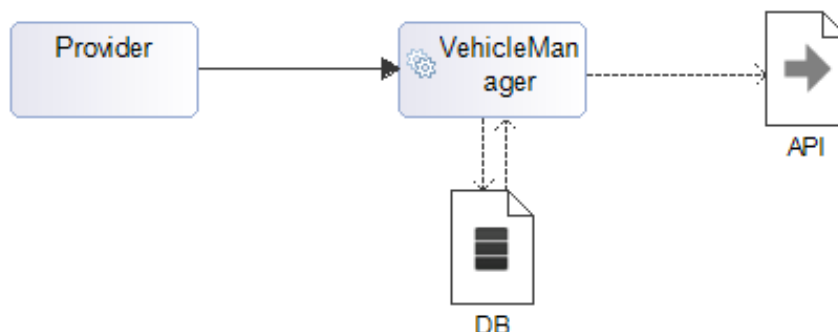 Provider
VehicleMan
ager
API
DB